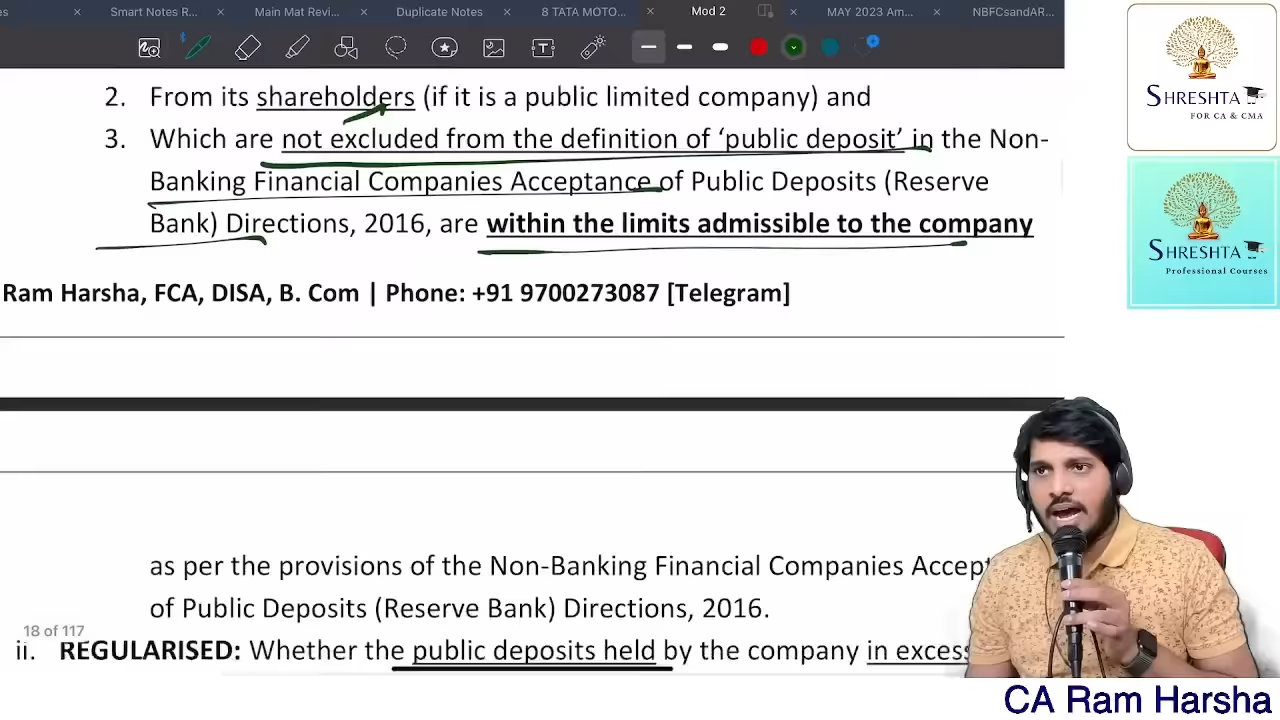 es
Smart Notes R...
Main Mat Revi...
Duplicate Notes
8 TATA MOTO...
Mod 2
MAY 2023 Am...
NBFCsandAR...
2. From its shareholders (if it is a public limited company) and
3. Which are not excluded from the definition of ‘public deposit’ in the Non-
Banking Financial Companies Acceptance of Public Deposits (Reserve
Bank) Directions, 2016, are within the limits admissible to the company
Ram Harsha, FCA, DISA, B. Com | Phone: +91 9700273087 [Telegram]
as per the provisions of the Non-Banking Financial Companies Accept
of Public Deposits (Reserve Bank) Directions, 2016.
18 of 117
ii. REGULARISED: Whether the public deposits held by the company in excess
SHRESHTA
FOR CA & CMA
SHRESHTA
Professional Courses
CA Ram Harsha